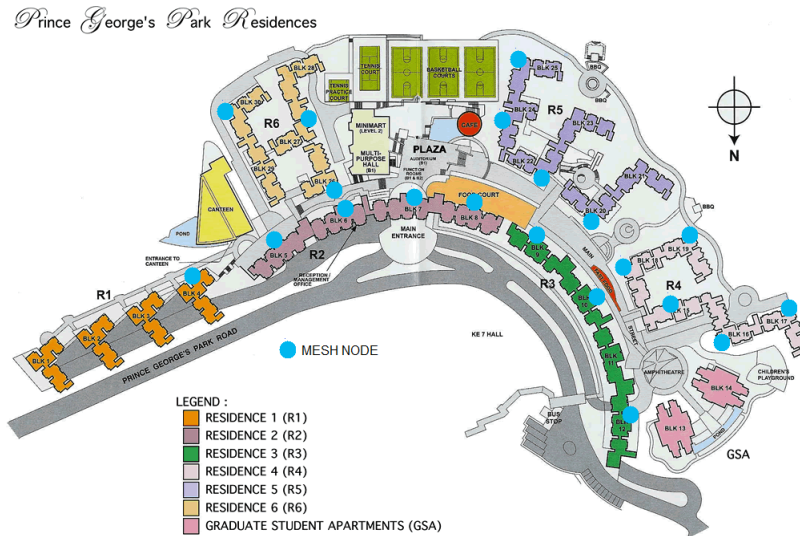 Prince George's Park Residences
BLK 28
BLK 30
R6
BLK 27
BLK 29
BLK 26
TENNIS
COURT
TENNIS
PRACTICE
COURT
BASKETBALL
COURTS
MINIMART
(LEVEL 2)
MULTI-
PURPOSE
HALL
(B1)
CAFE
PLAZA
AUDITORIUM
(B1)
FUNCTION
ROOMS
(B1 & B2)
FOOD COURT
BLK 25
BLK 24
R5
BLK 23
BLK 22
BLK 21
BLK 20
BBQ
BBQ
BBQ
N
CANTEEN
POND
ENTRANCE TO
CANTEEN
BLK 5
BLK 6
BLK 7
BLK 8
R2
MAIN
ENTRANCE
RECEPTION /
MANAGEMENT
OFFICE
R1
BLK 1
BLK 2
BLK 3
BLK 4
PRINCE GEORGE'S PARK ROAD
BLK
9
R3
BLK
10
BLK
11
BLK
12
MAIN
STREET
BLK 19
BLK 18
R4
BLK 17
BLK 16
KE 7 HALL
AMPHITHEATRE
CHILDREN'S
PLAYGROUND
BLK 14
BLK 13
POND
GSA
BUS
STOP
MESH NODE
LEGEND :
RESIDENCE 1 (R1)
RESIDENCE 2 (R2)
RESIDENCE 3 (R3)
RESIDENCE 4 (R4)
RESIDENCE 5 (R5)
RESIDENCE 6 (R6)
GRADUATE STUDENT APARTMENTS (GSA)